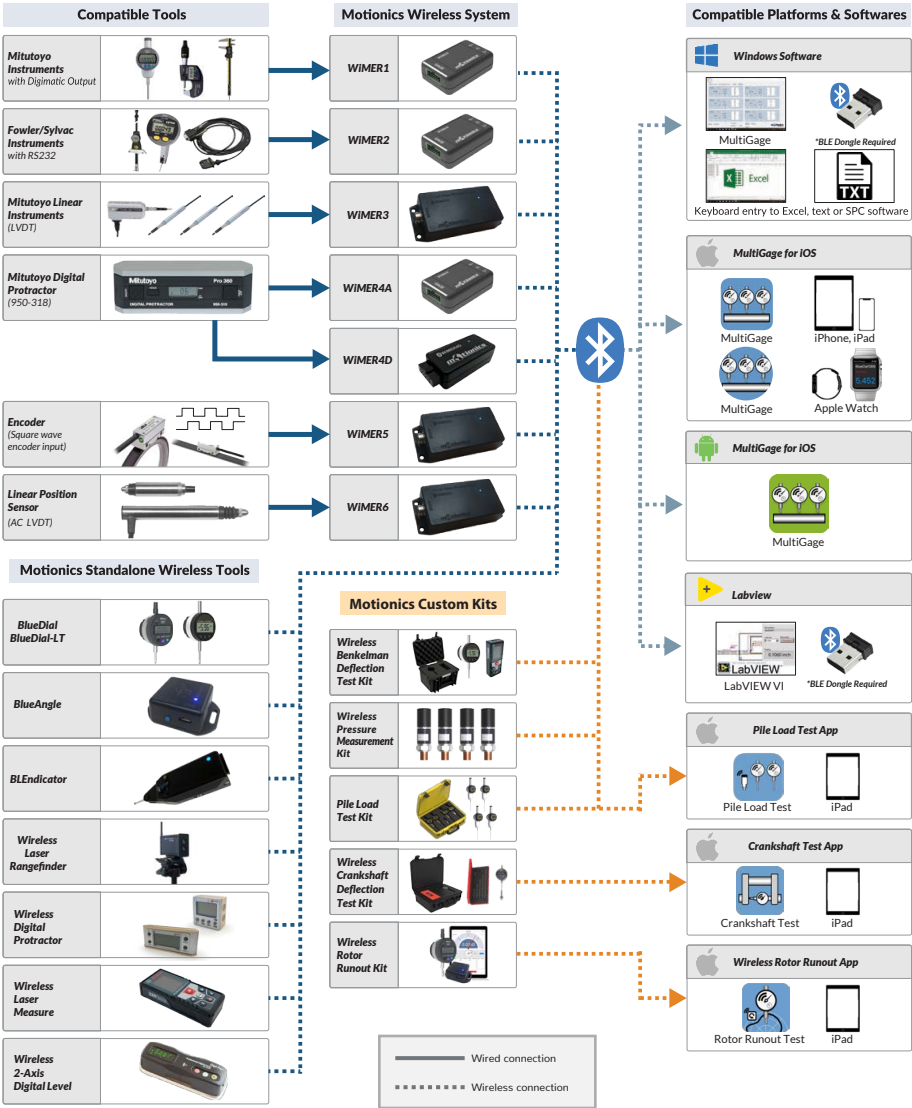 Compatible Tools
Mitutoyo
Instruments
with Digimatic Output
Fowler/Sylvac
Instruments
with RS232
Mitutoyo Linear
Instruments
(LVDT)
Mitutoyo Digital
Protractor
(950-318)
Mitutoyo
Pro 360
DIGITAL PROTRACTOR
Encoder
(Square wave
encoder input)
Linear Position
Sensor
(AC LVDT)
Motionics Wireless System
WiMER1
WiMER2
WiMER3
WiMER4A
WiMER4D
WiMER5
WiMER6
Motionics Standalone Wireless Tools
BlueDial
BlueDial-LT
BlueAngle
BLEndicator
Wireless
Laser
Rangefinder
Wireless
Digital
Protractor
Wireless
Laser
Measure
Wireless
2-Axis
Digital Level
Motionics Custom Kits
Wireless
Benkelman
Deflection
Test Kit
Wireless
Pressure
Measurement
Kit
Pile Load
Test Kit
Wireless
Crankshaft
Deflection
Test Kit
Wireless
Rotor
Runout Kit
Wired connection
Wireless connection
Compatible Platforms & Softwares
Windows Software
MultiGage
*BLE Dongle Required
Excel
TXT
Keyboard entry to Excel, text or SPC software
MultiGage for iOS
MultiGage
iPhone, iPad
MultiGage
5.452
Apple Watch
MultiGage for iOS
MultiGage
Labview
LabVIEW
LabVIEW VI
*BLE Dongle Required
Pile Load Test App
Pile Load Test
iPad
Crankshaft Test App
Crankshaft Test
iPad
Wireless Rotor Runout App
Rotor Runout Test
iPad